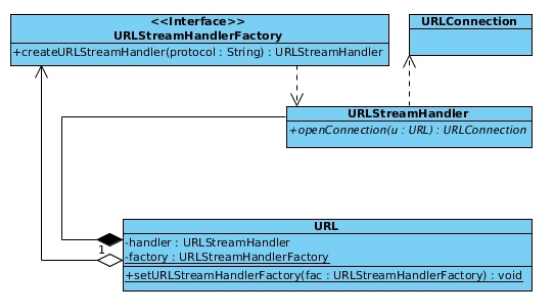 <<Interface>>
URLStreamHandlerFactory
+createURLStreamHandler(protocol : String) : URLStreamHandler
URLConnection
URLStreamHandler
+openConnection(u : URL) : URLConnection
1
URL
-handler : URLStreamHandler
-factory : URLStreamHandlerFactory
+setURLStreamHandlerFactory(fac : URLStreamHandlerFactory) : void